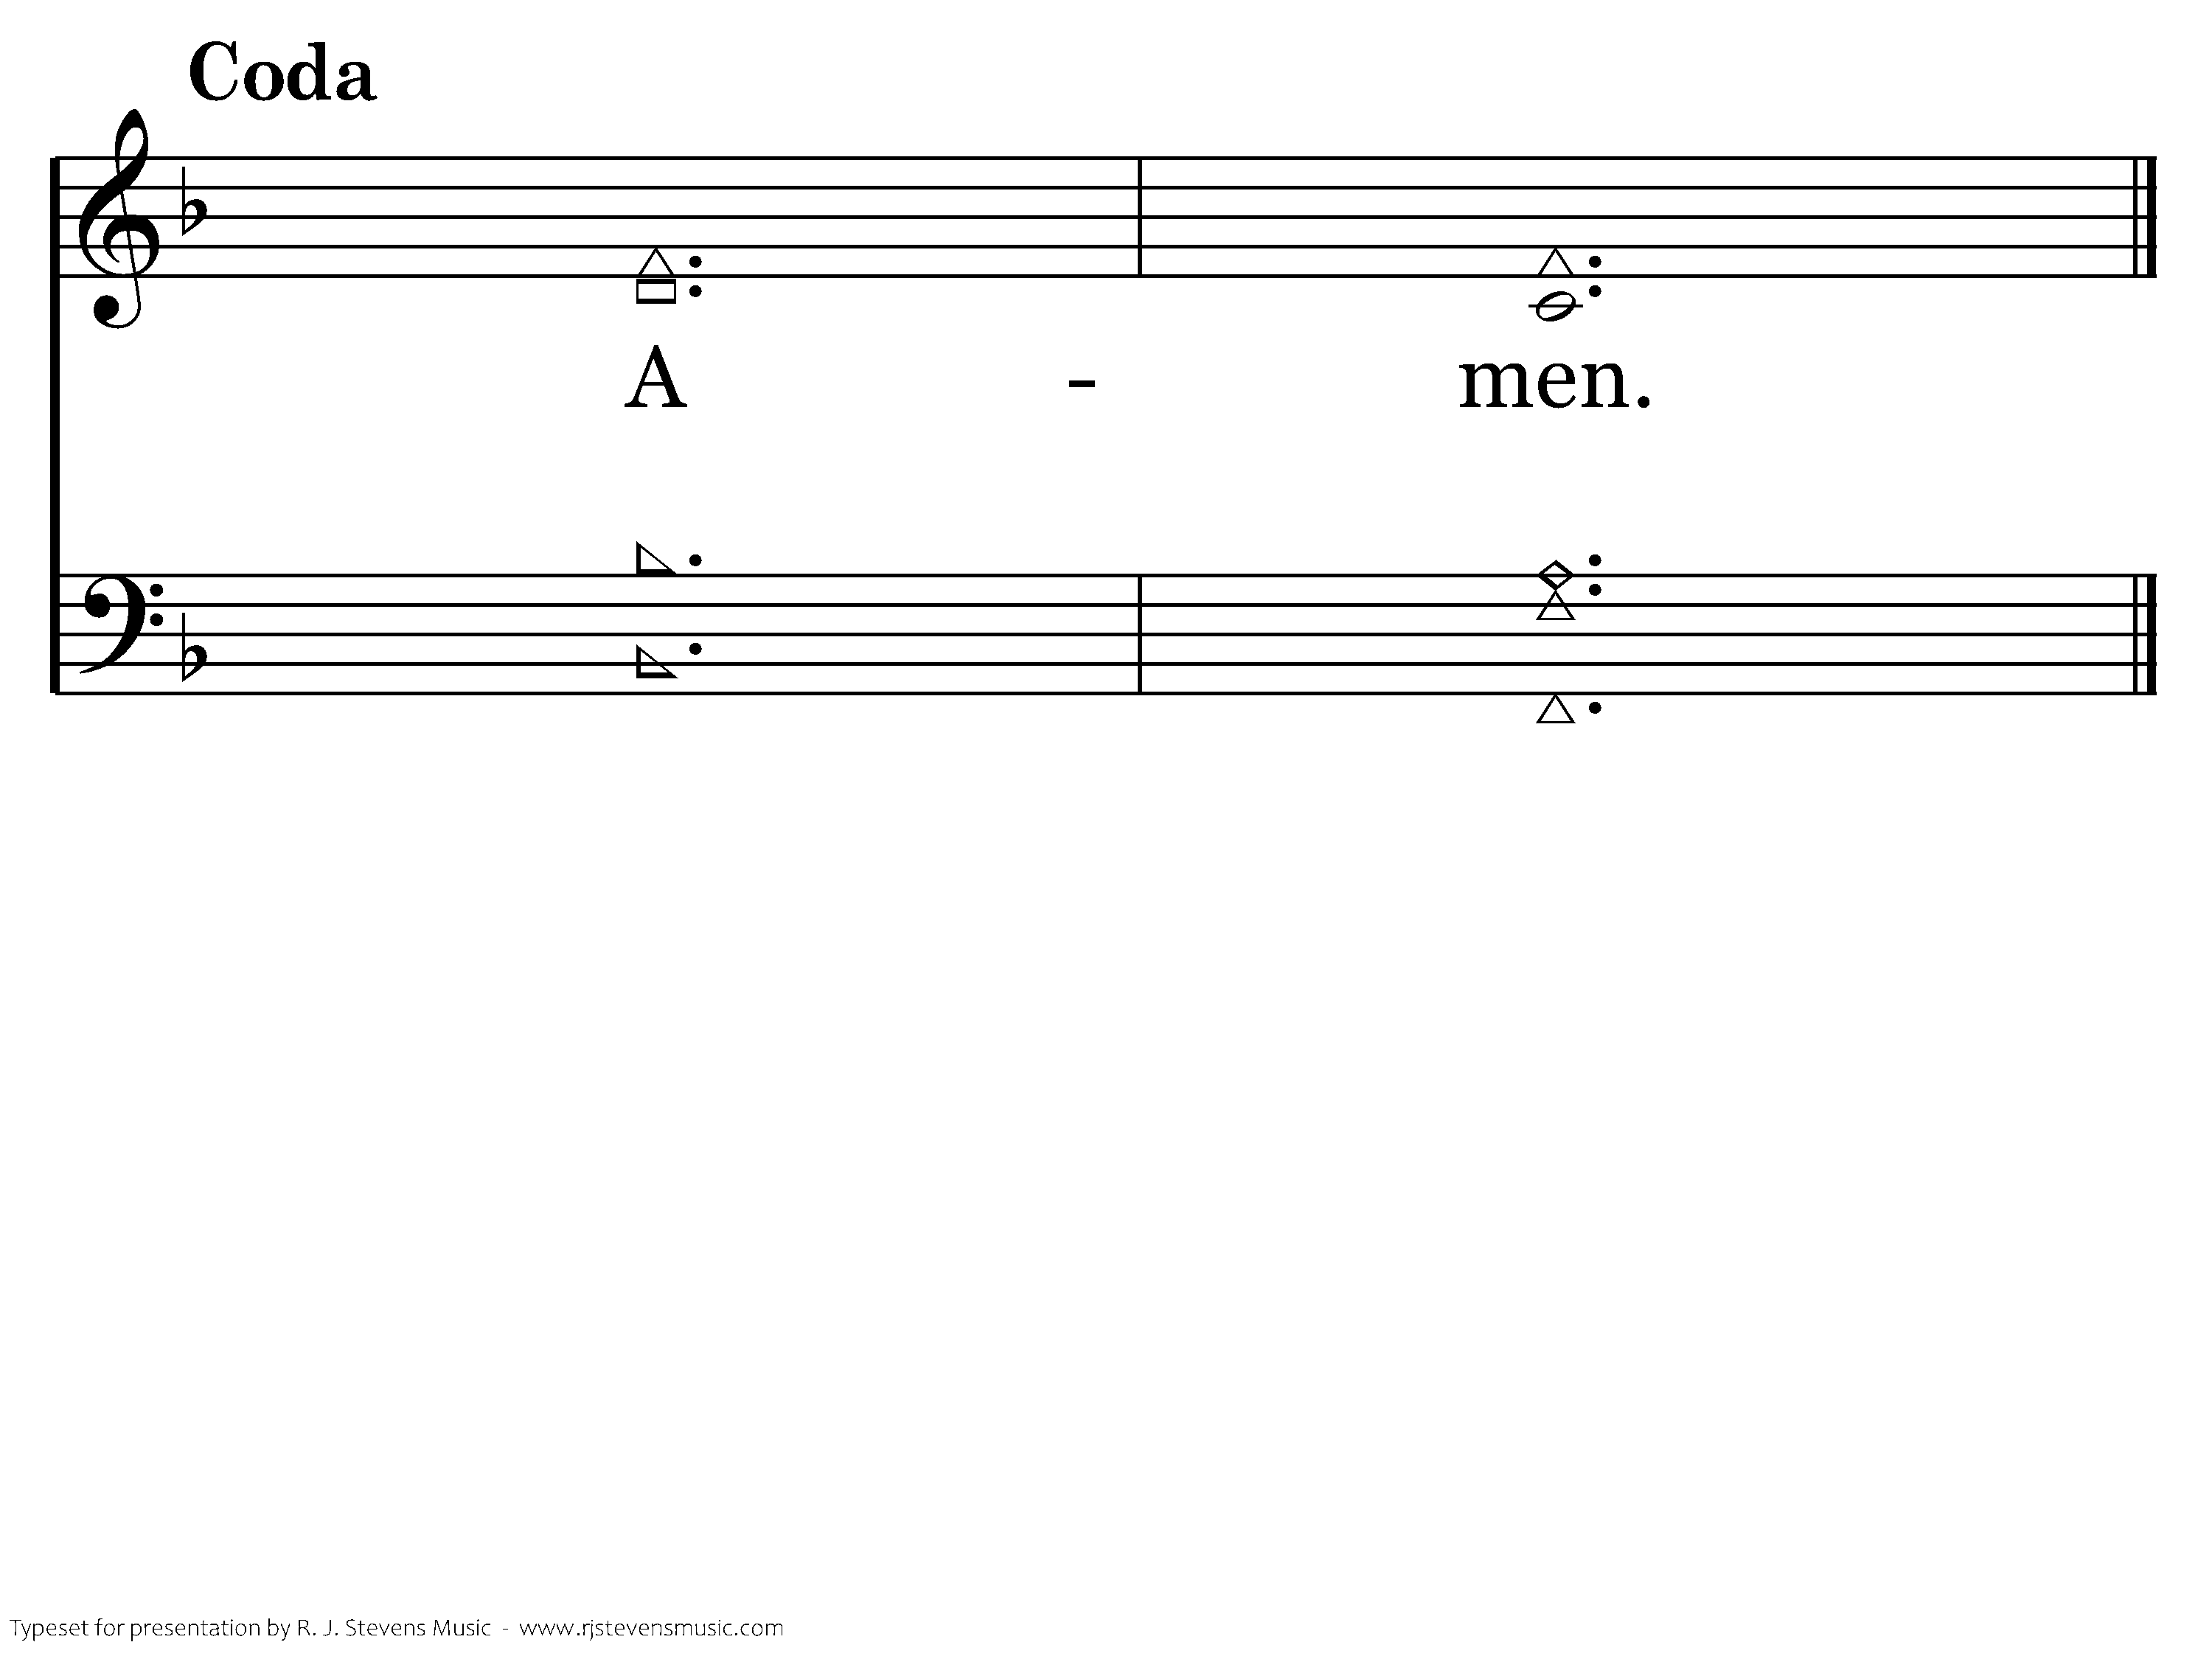 Coda
A - men.
Typeset for presentation by R. J. Stevens Music - www.rjstevensmusic.com